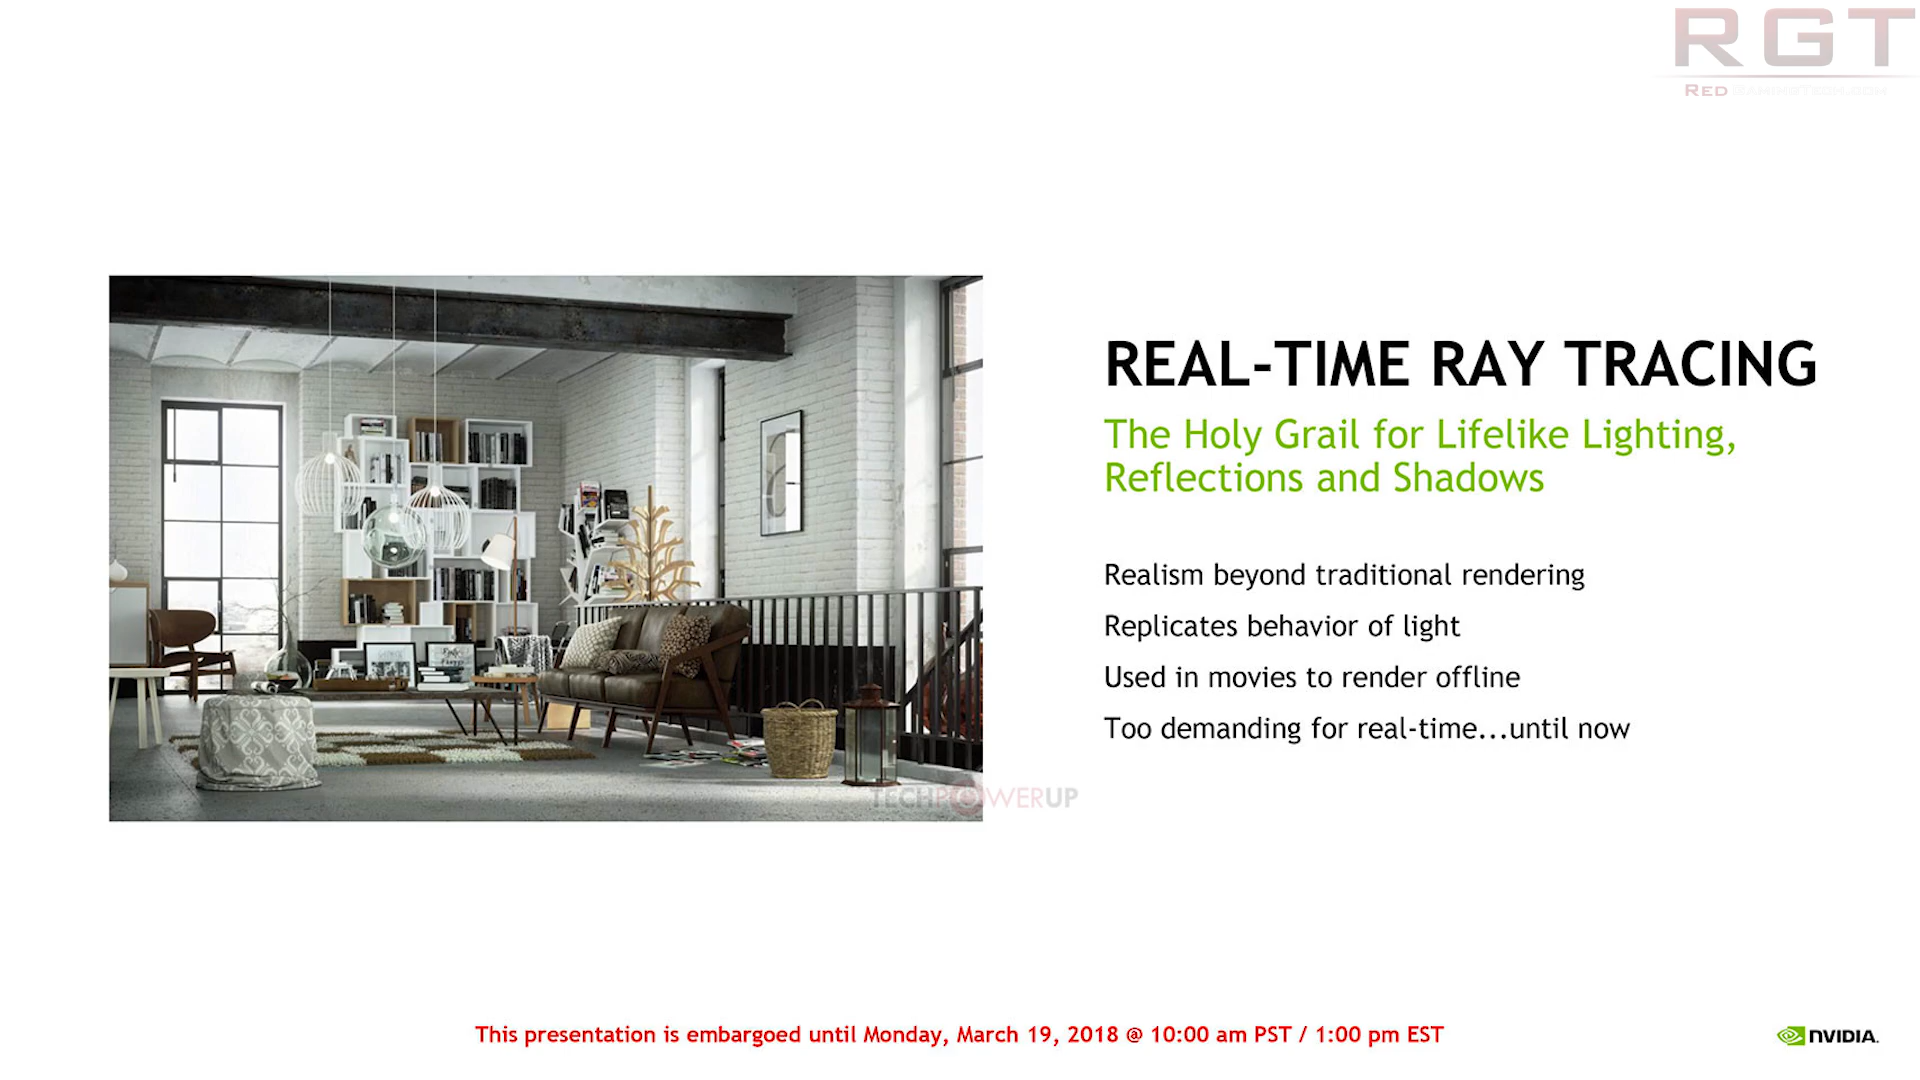 RGT
RED GAMINGTECH.COM
REAL-TIME RAY TRACING
The Holy Grail for Lifelike Lighting,
Reflections and Shadows
Realism beyond traditional rendering
Replicates behavior of light
Used in movies to render offline
Too demanding for real-time...until now
TECHPOWERUP
This presentation is embargoed until Monday, March 19, 2018 @ 10:00 am PST / 1:00 pm EST
NVIDIA.